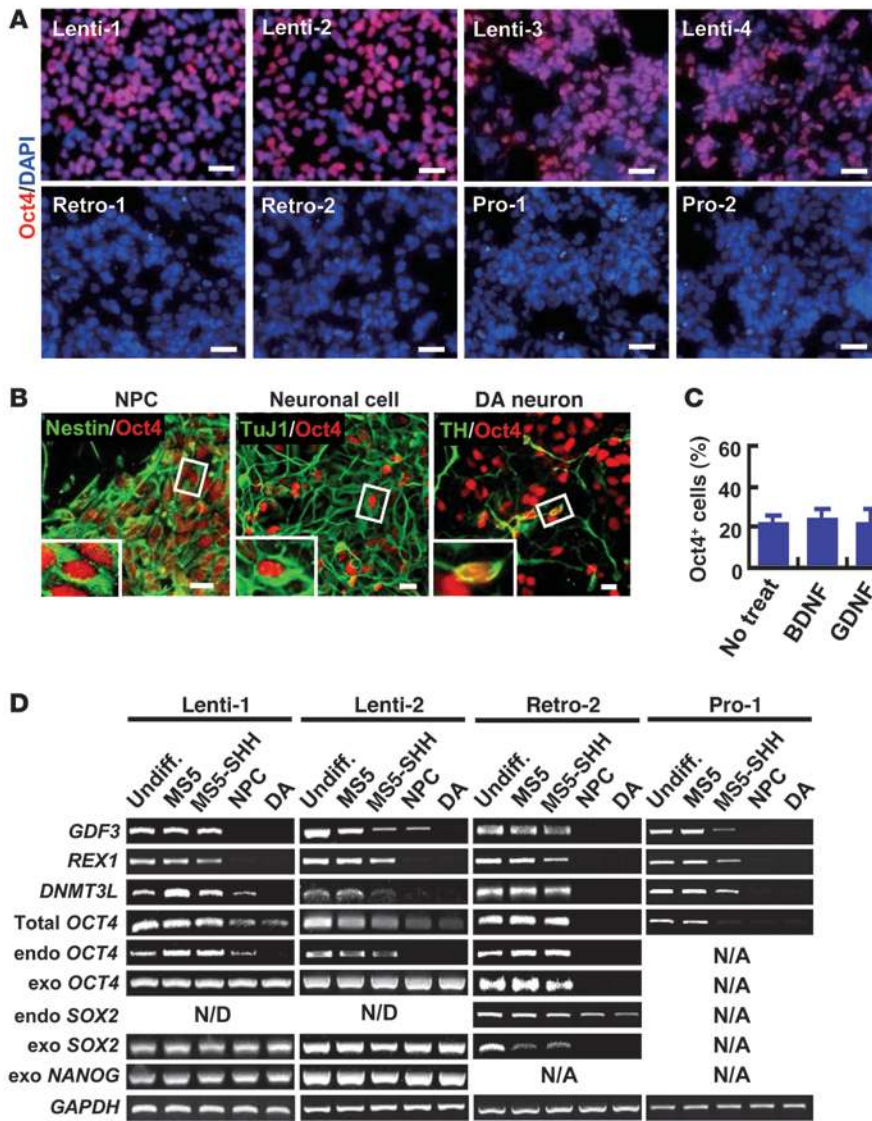 A
Lenti-1 Lenti-2 Lenti-3 Lenti-4
Oct4/DAPI
Retro-1 Retro-2 Pro-1 Pro-2
B
NPC Neuronal cell DA neuron
Nestin/Oct4 TuJ1/Oct4 TH/Oct4
C
Oct4+ cells (%)
60
40
20
0
No treat BDNF GDNF
D
Lenti-1 Lenti-2 Retro-2 Pro-1
Undiff. MS5 MS5-SHH NPC DA Undiff. MS5 MS5-SHH NPC DA Undiff. MS5 MS5-SHH NPC DA Undiff. MS5 MS5-SHH NPC DA
GDF3
REX1
DNMT3L
Total OCT4
endo OCT4 N/A
exo OCT4 N/A
endo SOX2 N/D N/D N/A
exo SOX2 N/A
exo NANOG N/A N/A
GAPDH